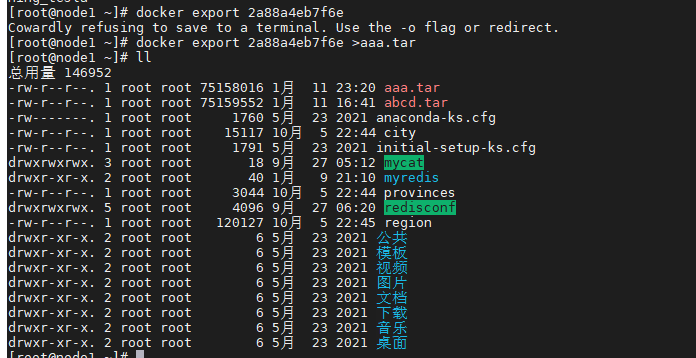 [root@node1 ~]# docker export 2a88a4eb7f6e
Cowardly refusing to save to a terminal. Use the -o flag or redirect.
[root@node1 ~]# docker export 2a88a4eb7f6e >aaa.tar
[root@node1 ~]# ll
总用量 146952
-rw-r--r--. 1 root root 75158016 1月  11 23:20 aaa.tar
-rw-r--r--. 1 root root 75159552 1月  11 16:41 abcd.tar
-rw-------. 1 root root     1760 5月  23 2021 anaconda-ks.cfg
-rw-r--r--. 1 root root    15117 10月  5 22:44 city
-rw-r--r--. 1 root root     1791 5月  23 2021 initial-setup-ks.cfg
drwxrwxrwx. 3 root root       18 9月  27 05:12 mycat
drwxr-xr-x. 2 root root       40 1月   9 21:10 myredis
-rw-r--r--. 1 root root     3044 10月  5 22:44 provinces
drwxrwxrwx. 5 root root     4096 9月  27 06:20 redisconf
-rw-r--r--. 1 root root   120127 10月  5 22:45 region
drwxr-xr-x. 2 root root        6 5月  23 2021 公共
drwxr-xr-x. 2 root root        6 5月  23 2021 模板
drwxr-xr-x. 2 root root        6 5月  23 2021 视频
drwxr-xr-x. 2 root root        6 5月  23 2021 图片
drwxr-xr-x. 2 root root        6 5月  23 2021 文档
drwxr-xr-x. 2 root root        6 5月  23 2021 下载
drwxr-xr-x. 2 root root        6 5月  23 2021 音乐
drwxr-xr-x. 2 root root        6 5月  23 2021 桌面
[root@node1 ~]#